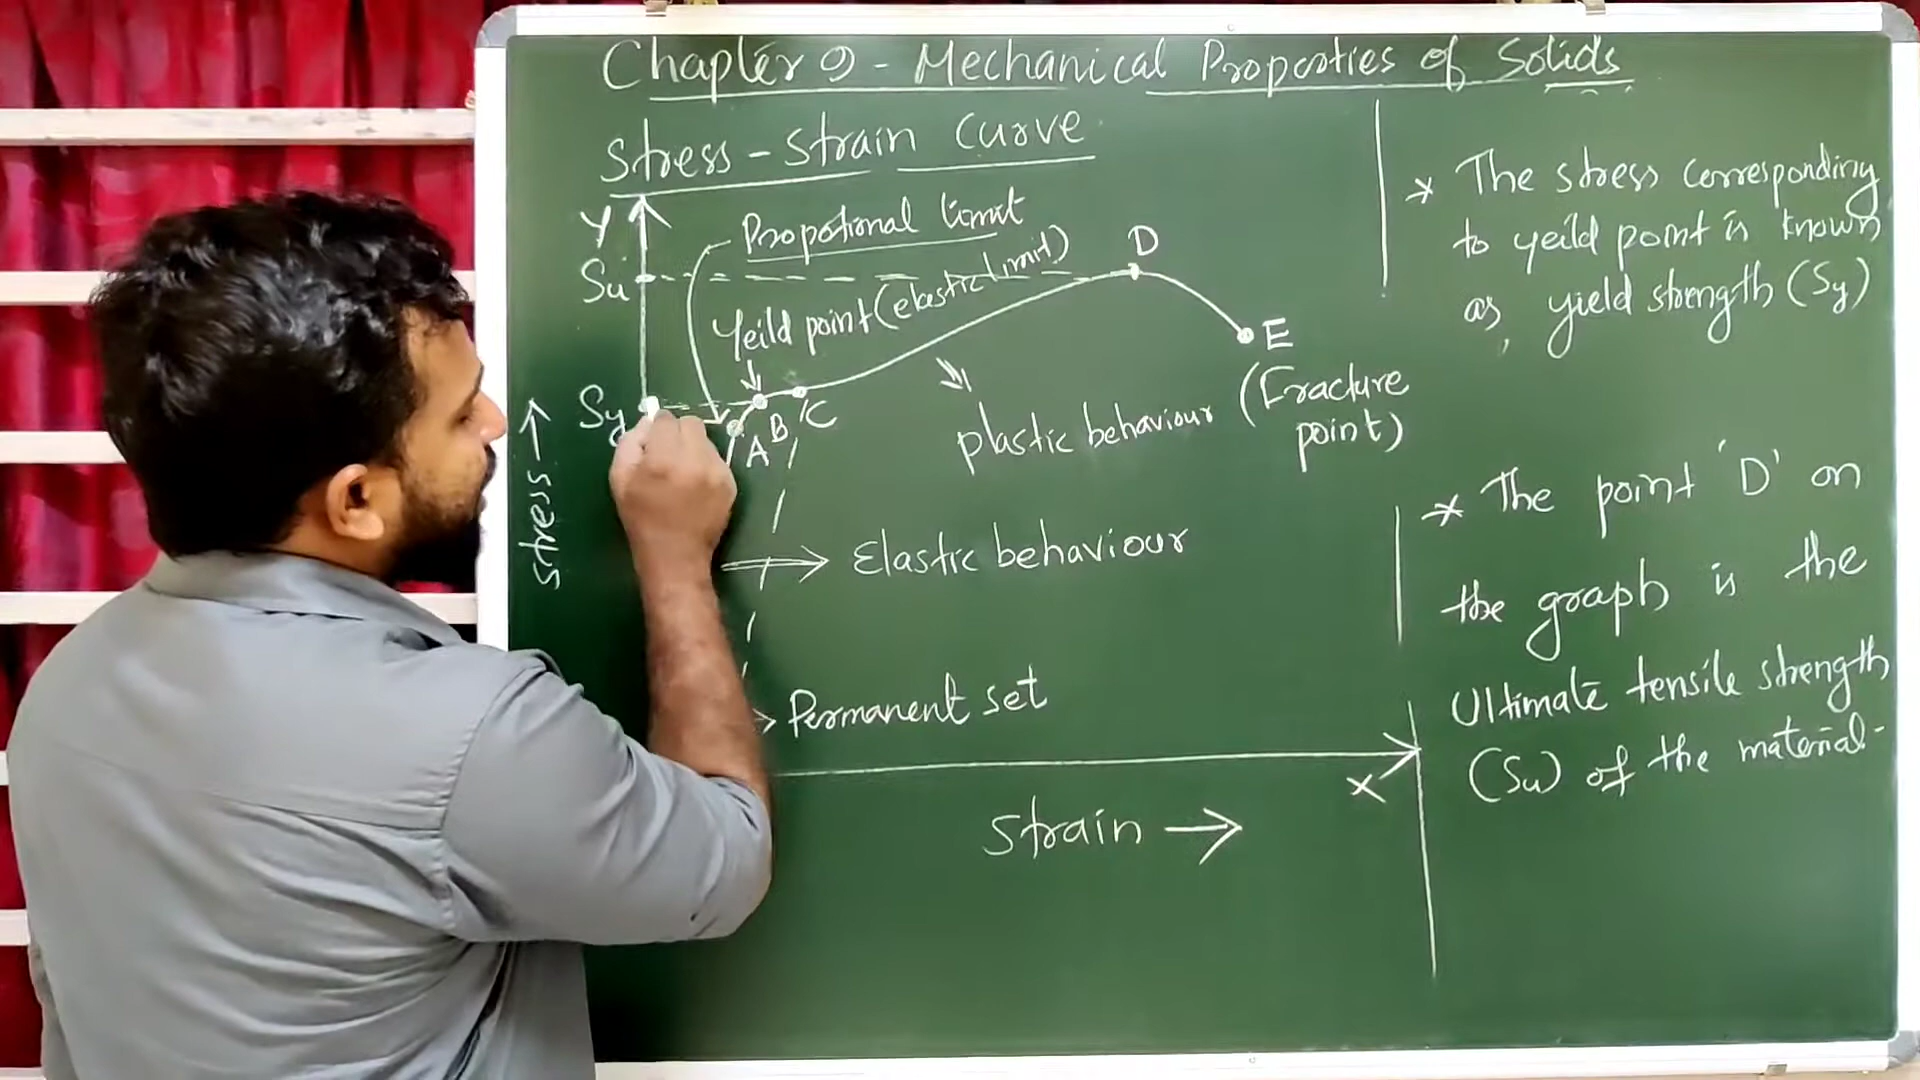 Chapter 9 - Mechanical Properties of Solids
Stress - Strain Curve
Y
Propotional limit
Su
Yeild point (elastic limit)
D
E
(Fracture
point)
Sy
A
B
C
plastic behaviour
Stress
Elastic behaviour
Permanent set
X
Strain
* The stress corresponding
to yeild point is known
as, yield strength (Sy)
* The point 'D' on
the graph is the
Ultimate tensile strength
(Su) of the material.